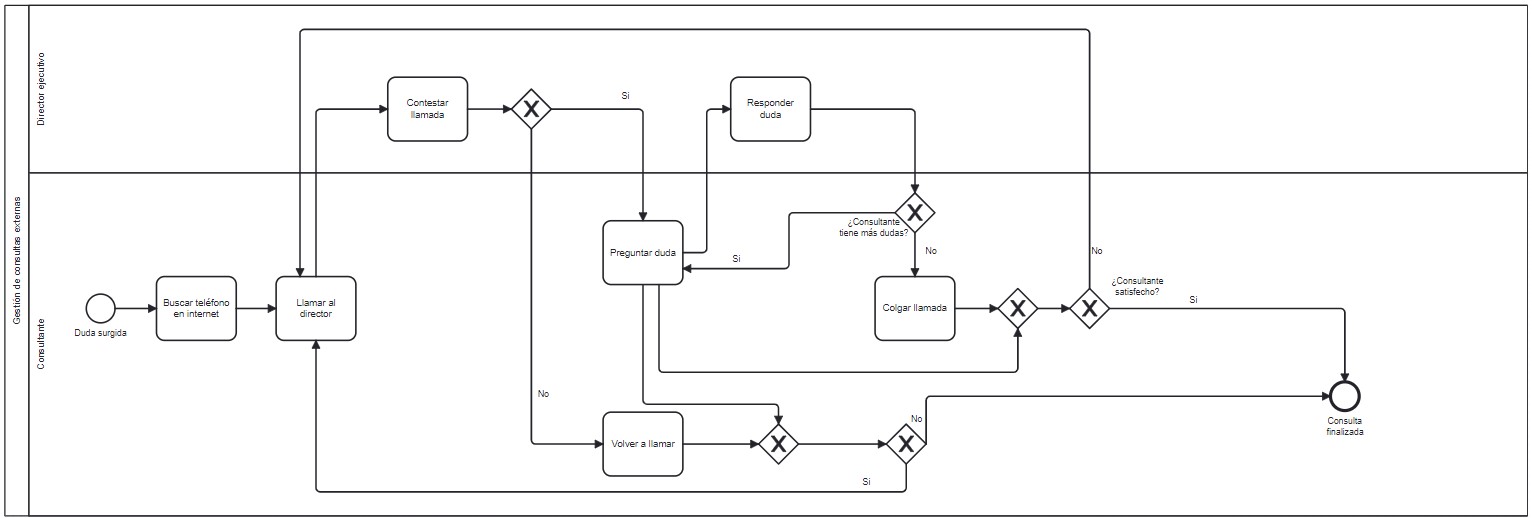 Gestión de consultas externas
Director ejecutivo
Contestar
llamada
Si
Responder
duda
Consultante
Duda surgida
Buscar teléfono
en internet
Llamar al
director
Preguntar duda
¿Consultante
tiene más dudas?
Si
No
Colgar llamada
No
¿Consultante
satisfecho?
Si
No
Volver a llamar
No
Si
Consulta
finalizada